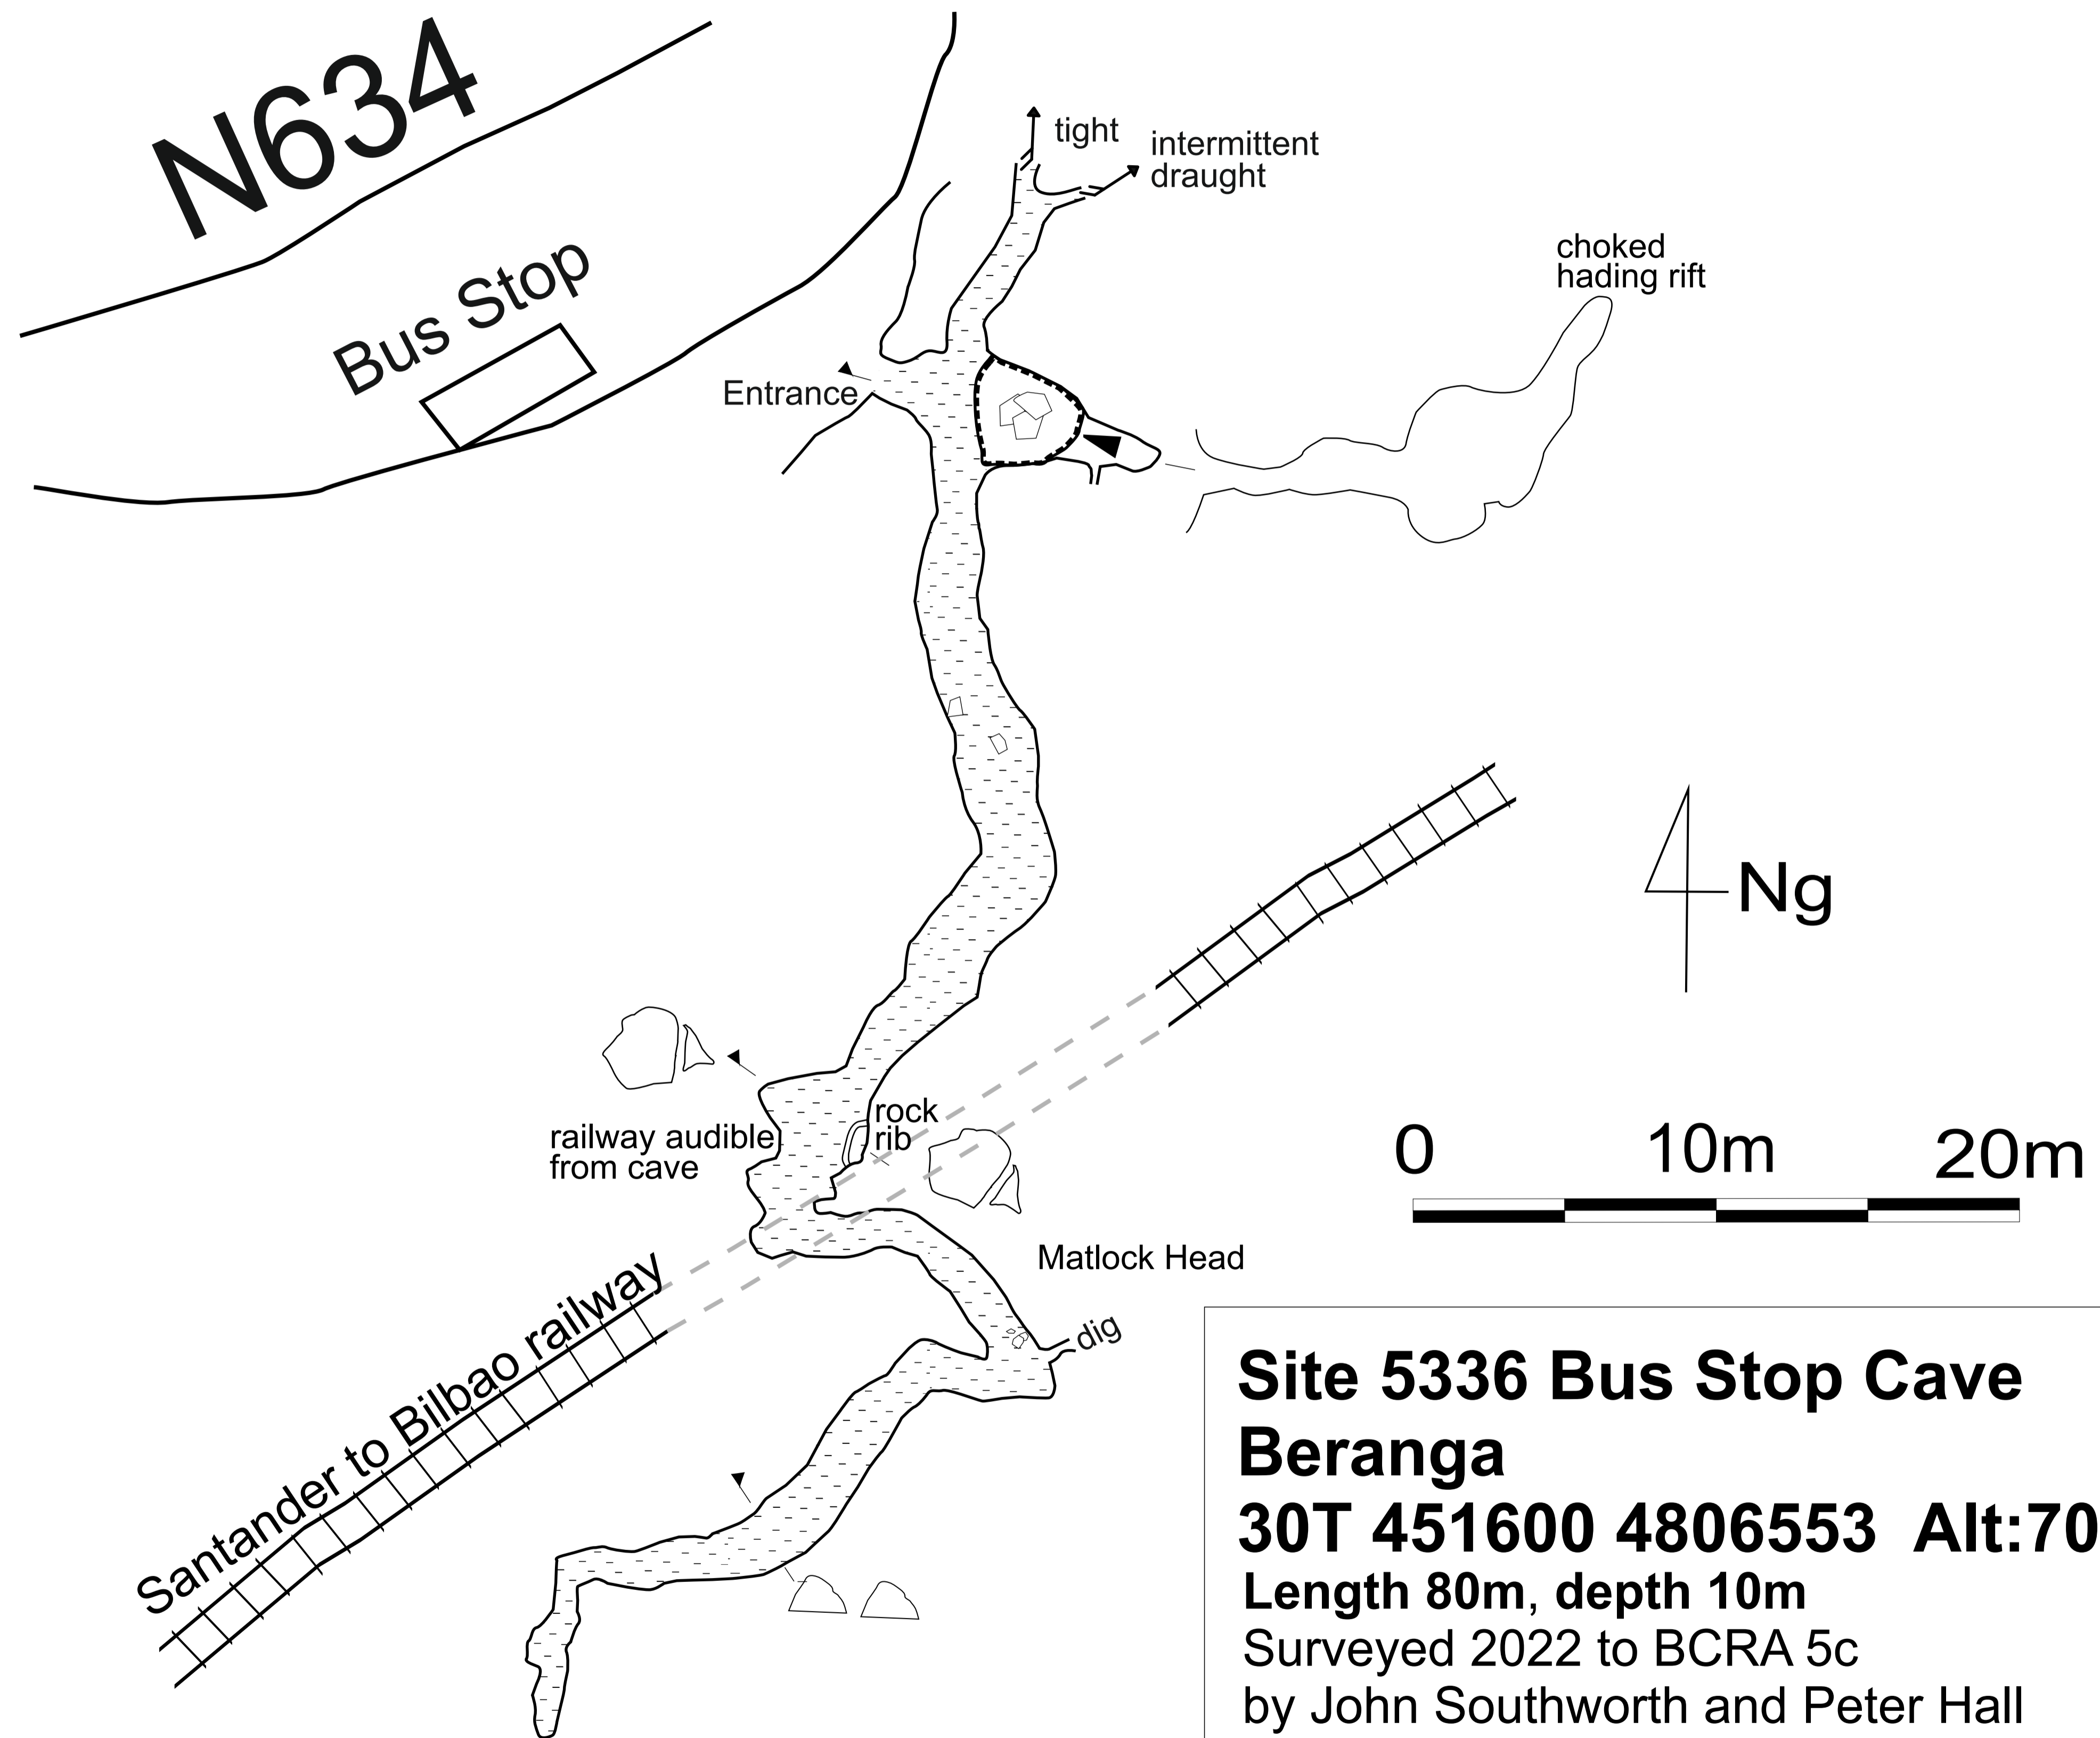 N634
tight
intermittent
draught
choked
hading rift
Bus Stop
Entrance
Ng
rock
rib
railway audible
from cave
0 10m 20m
Matlock Head
dig
Santander to Bilbao railway
Site 5336 Bus Stop Cave
Beranga
30T 451600 4806553 Alt:70
Length 80m, depth 10m
Surveyed 2022 to BCRA 5c
by John Southworth and Peter Hall